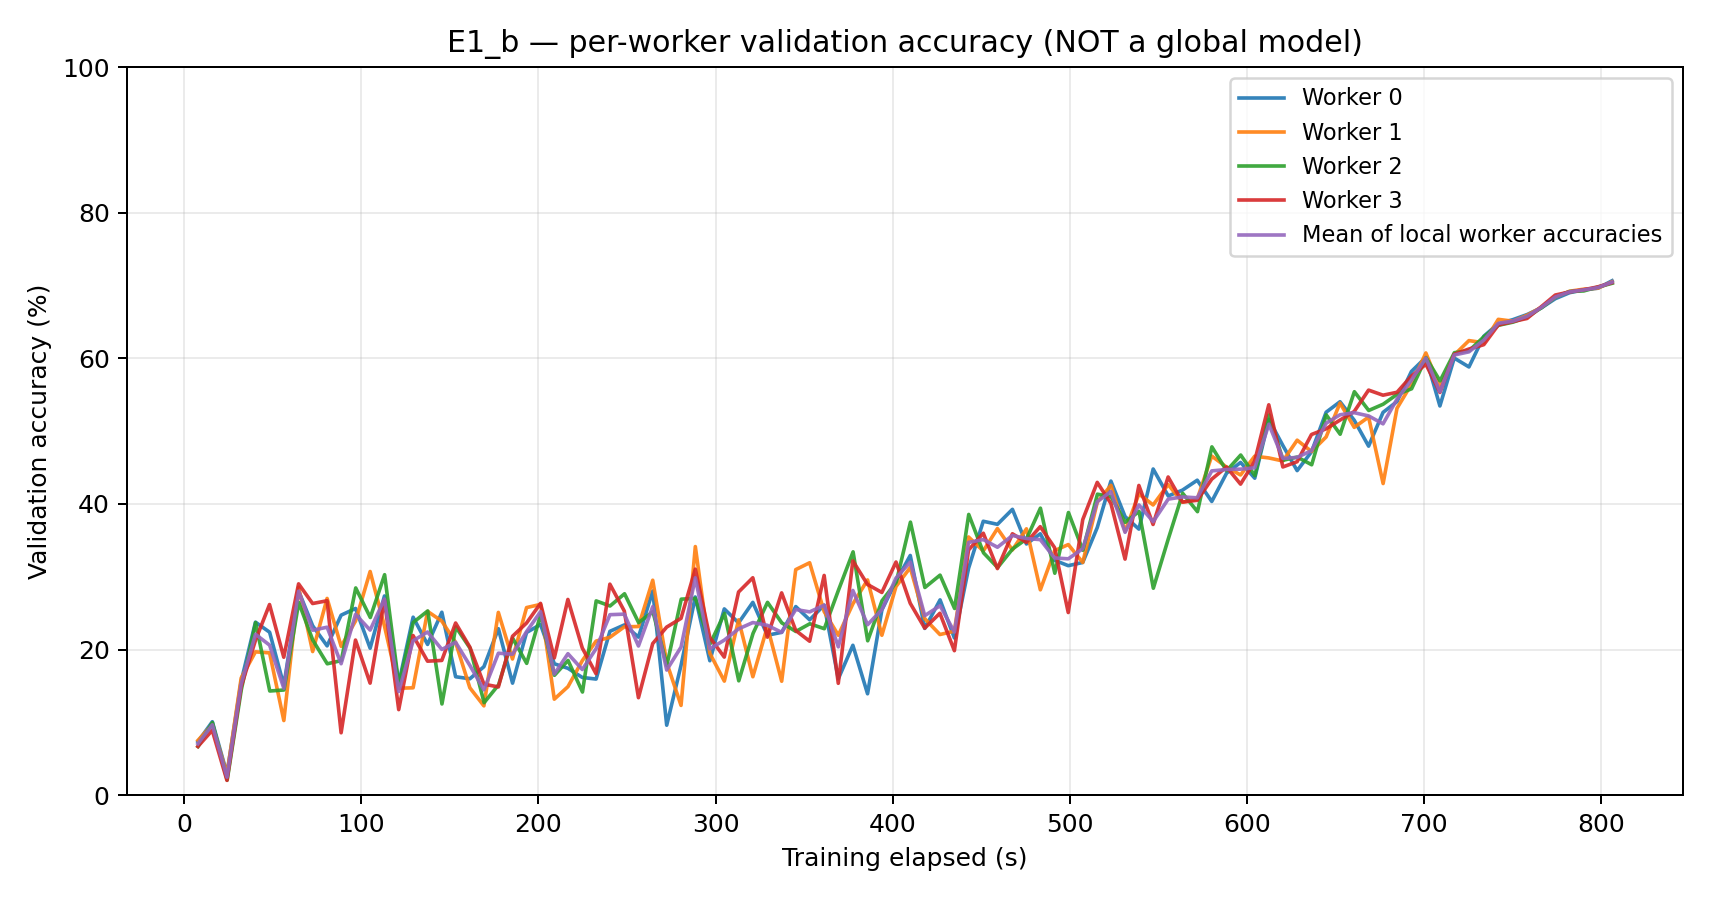 E1_b — per-worker validation accuracy (NOT a global model)
Worker 0
Worker 1
Worker 2
Worker 3
Mean of local worker accuracies
Validation accuracy (%)
100
80
60
40
20
0
0 100 200 300 400 500 600 700 800
Training elapsed (s)